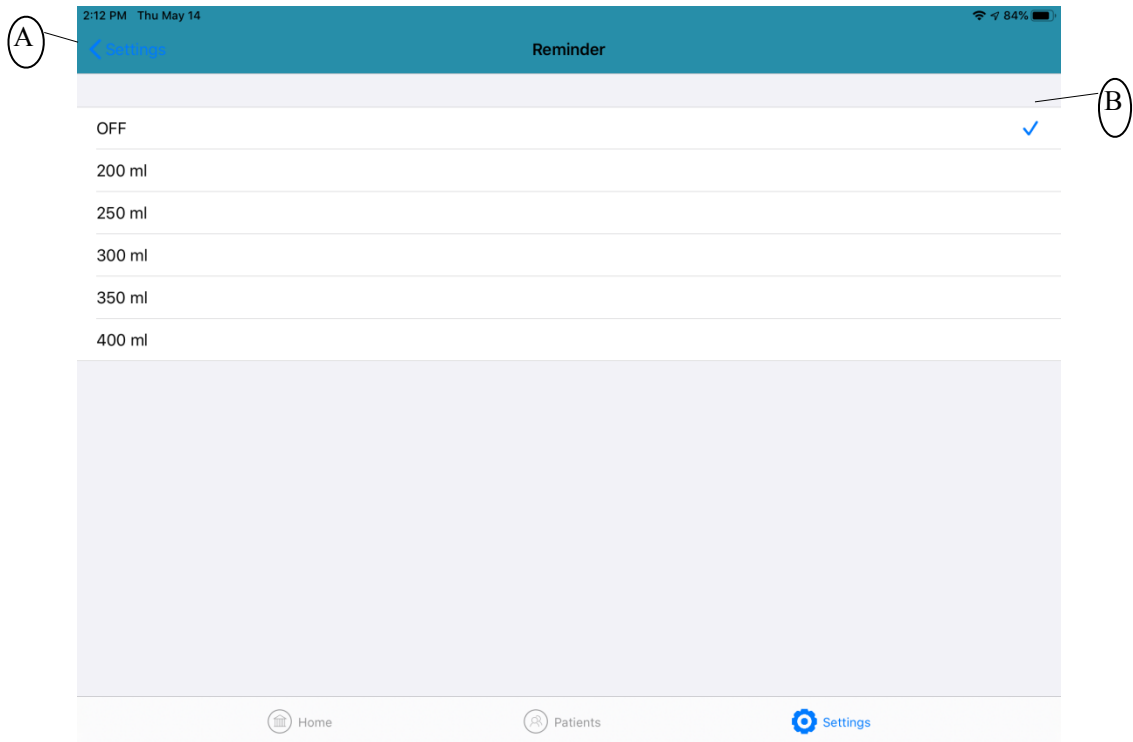 2:12 PM Thu May 14 84%
A
Settings Reminder
B
OFF
200 ml
250 ml
300 ml
350 ml
400 ml
Home Patients Settings